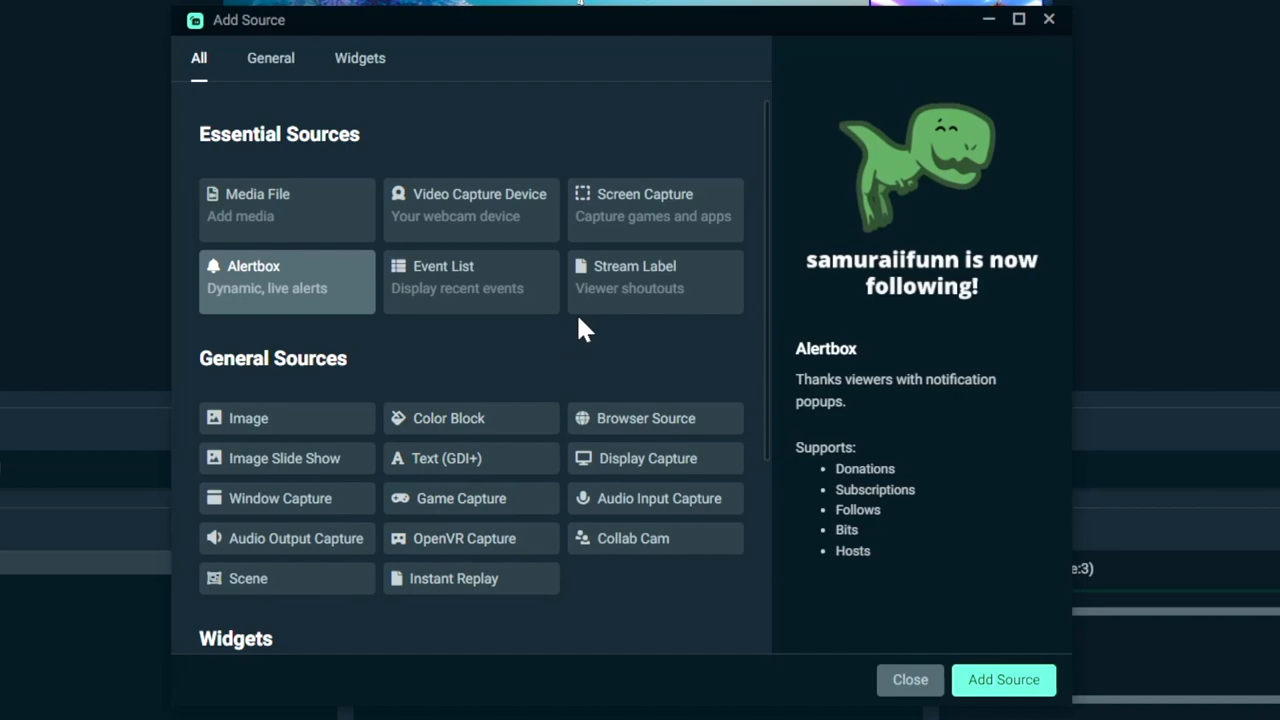 Add Source
All
General
Widgets
Essential Sources
Media File
Add media
Video Capture Device
Your webcam device
Screen Capture
Capture games and apps
Alertbox
Dynamic, live alerts
Event List
Display recent events
Stream Label
Viewer shoutouts
General Sources
Image
Color Block
Browser Source
Image Slide Show
Text (GDI+)
Display Capture
Window Capture
Game Capture
Audio Input Capture
Audio Output Capture
OpenVR Capture
Collab Cam
Scene
Instant Replay
Widgets
samuraiifunn is now
following!
Alertbox
Thanks viewers with notification
popups.
Supports:
• Donations
• Subscriptions
• Follows
• Bits
• Hosts
e:3)
Close
Add Source